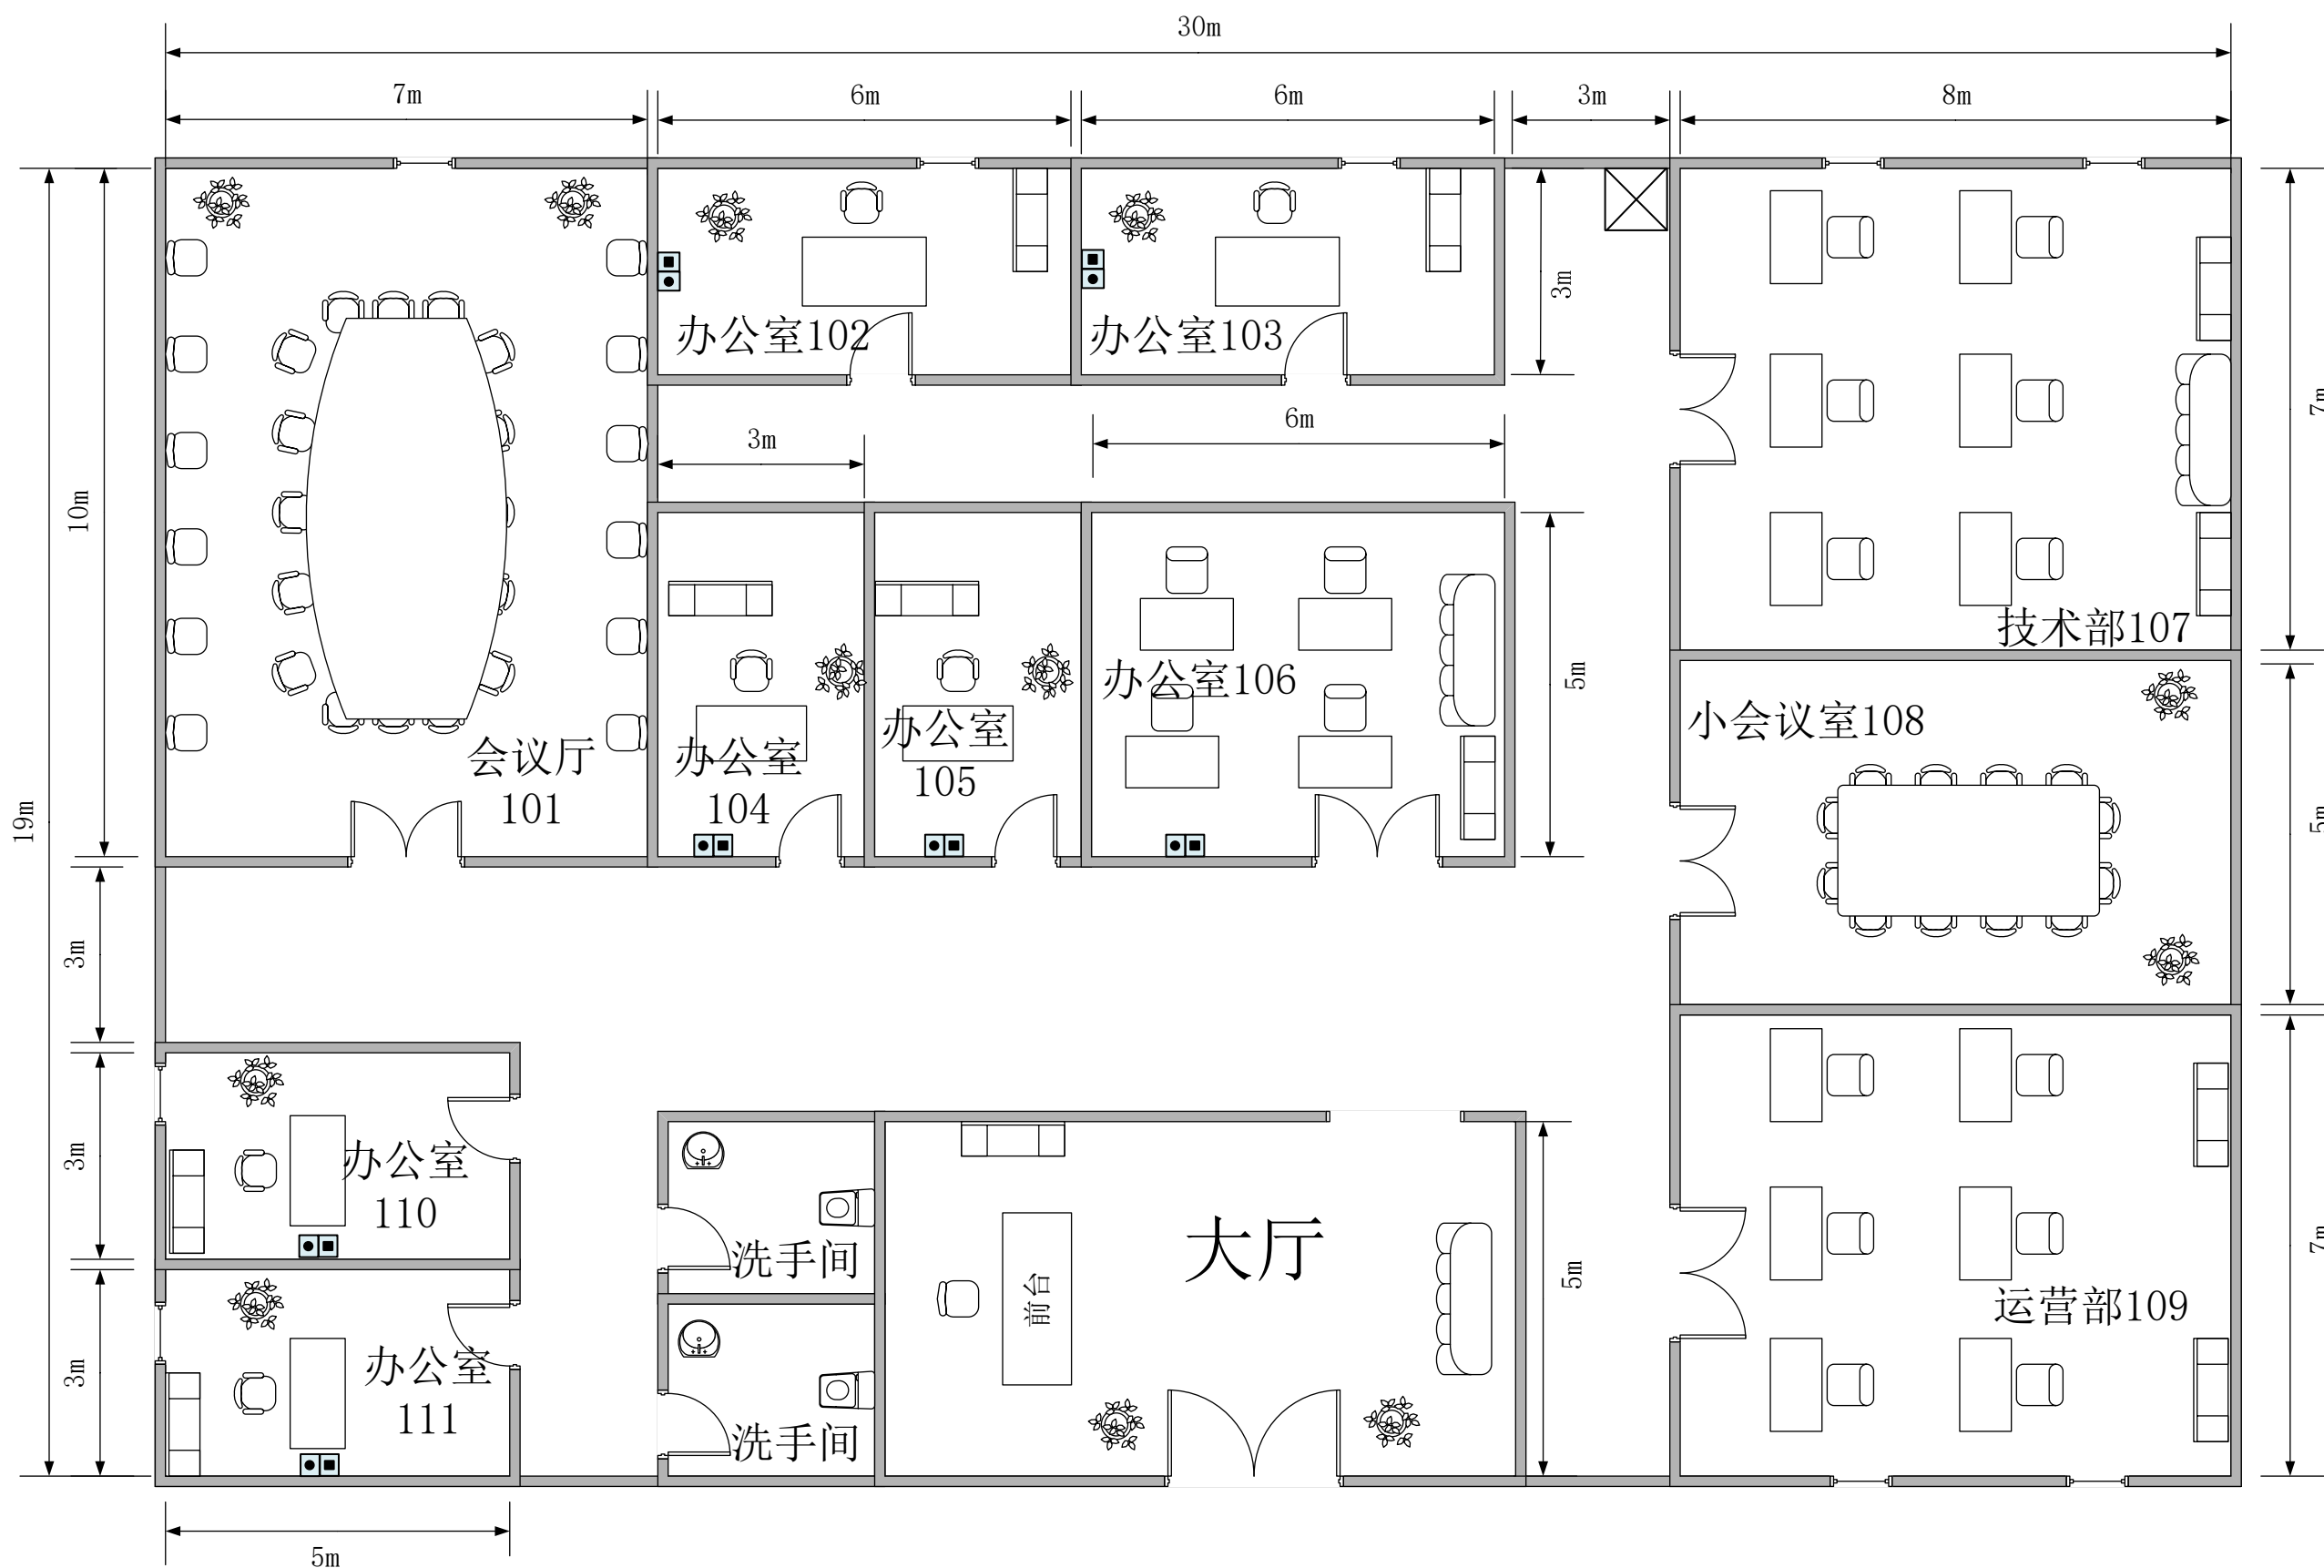 30m
7m
6m
6m
3m
8m
办公室102
办公室103
3m
7m
6m
3m
10m
技术部107
5m
办公室106
小会议室108
办公室
105
会议厅
101
办公室
104
19m
5m
3m
3m
办公室
110
大厅
洗手间
7m
5m
前台
运营部109
3m
办公室
111
洗手间
5m